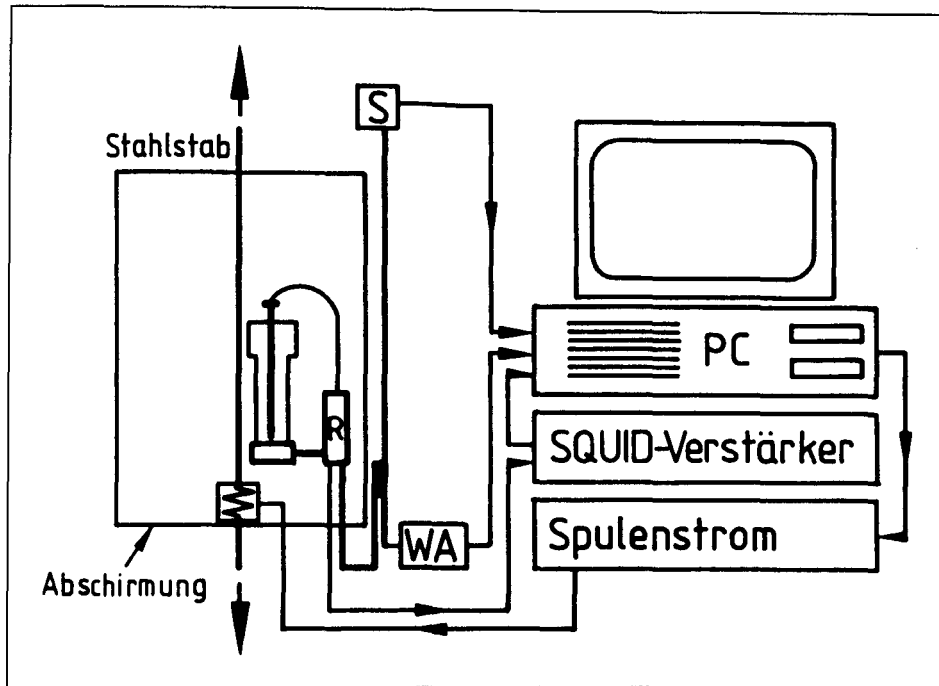 S
Stahlstab
PC
R
SQUID-Verstärker
WA
Spulenstrom
Abschirmung